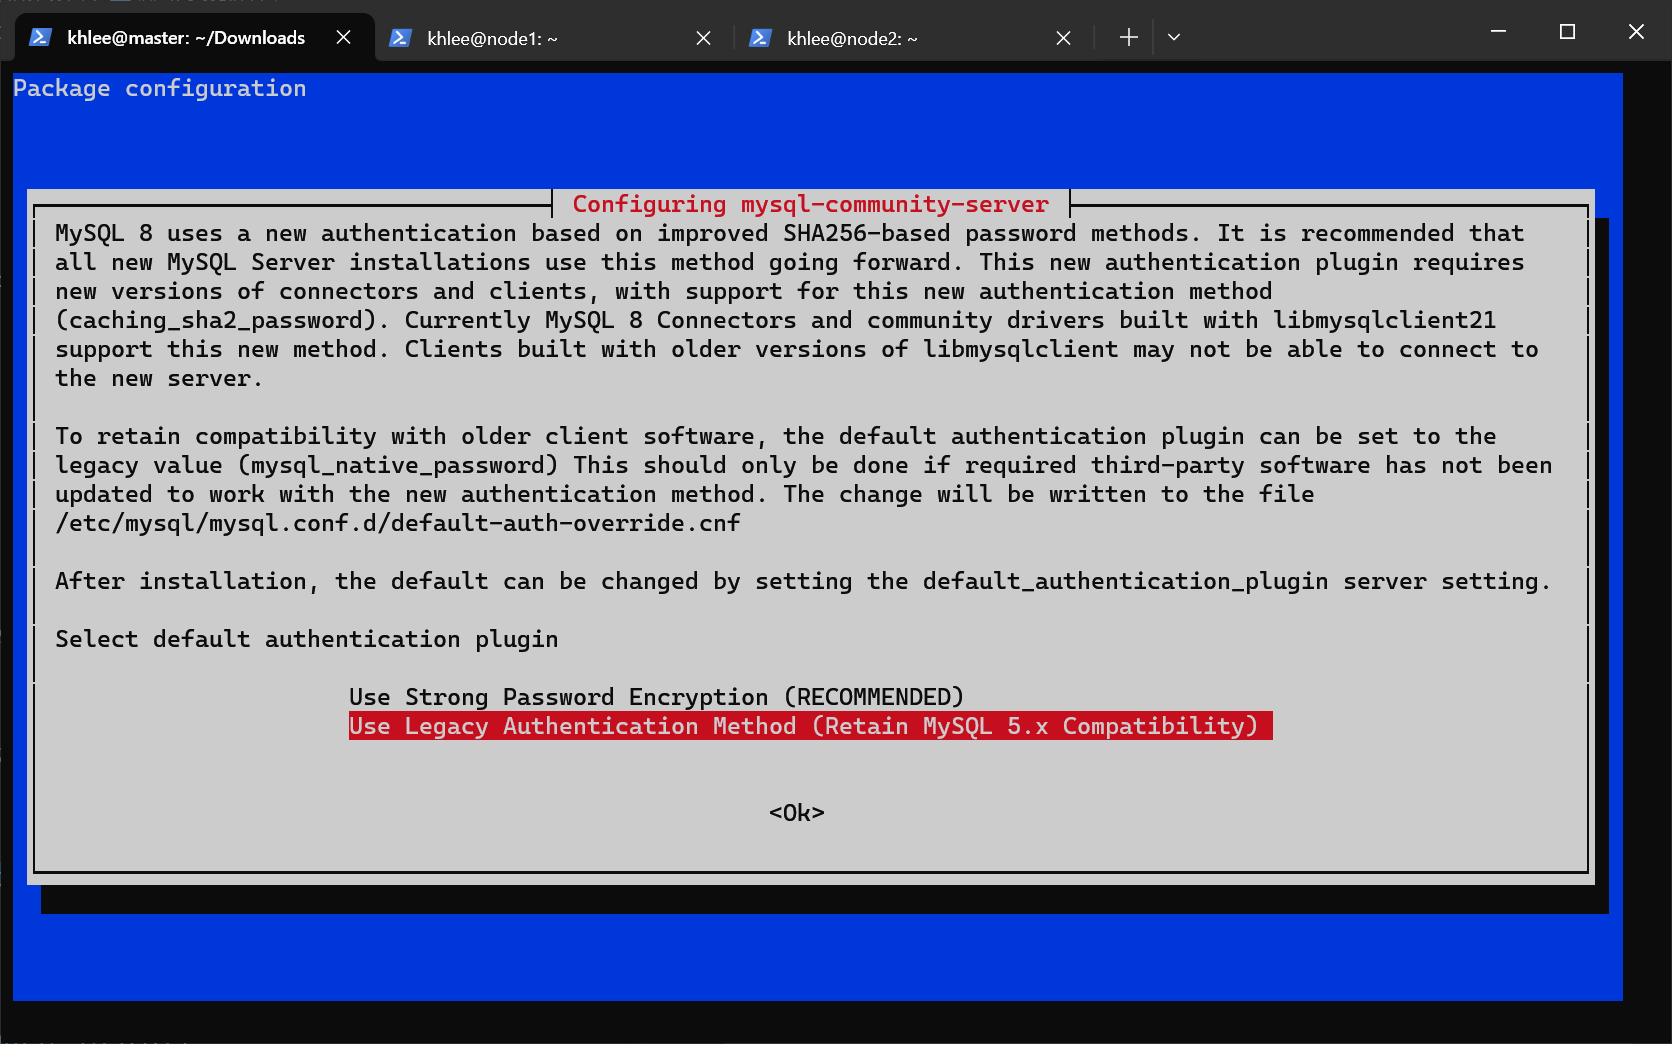 khlee@master: ~/Downloads
khlee@node1: ~
khlee@node2: ~
Package configuration
Configuring mysql-community-server
MySQL 8 uses a new authentication based on improved SHA256-based password methods. It is recommended that
all new MySQL Server installations use this method going forward. This new authentication plugin requires
new versions of connectors and clients, with support for this new authentication method
(caching_sha2_password). Currently MySQL 8 Connectors and community drivers built with libmysqlclient21
support this new method. Clients built with older versions of libmysqlclient may not be able to connect to
the new server.
To retain compatibility with older client software, the default authentication plugin can be set to the
legacy value (mysql_native_password) This should only be done if required third-party software has not been
updated to work with the new authentication method. The change will be written to the file
/etc/mysql/mysql.conf.d/default-auth-override.cnf
After installation, the default can be changed by setting the default_authentication_plugin server setting.
Select default authentication plugin
Use Strong Password Encryption (RECOMMENDED)
Use Legacy Authentication Method (Retain MySQL 5.x Compatibility)
<Ok>